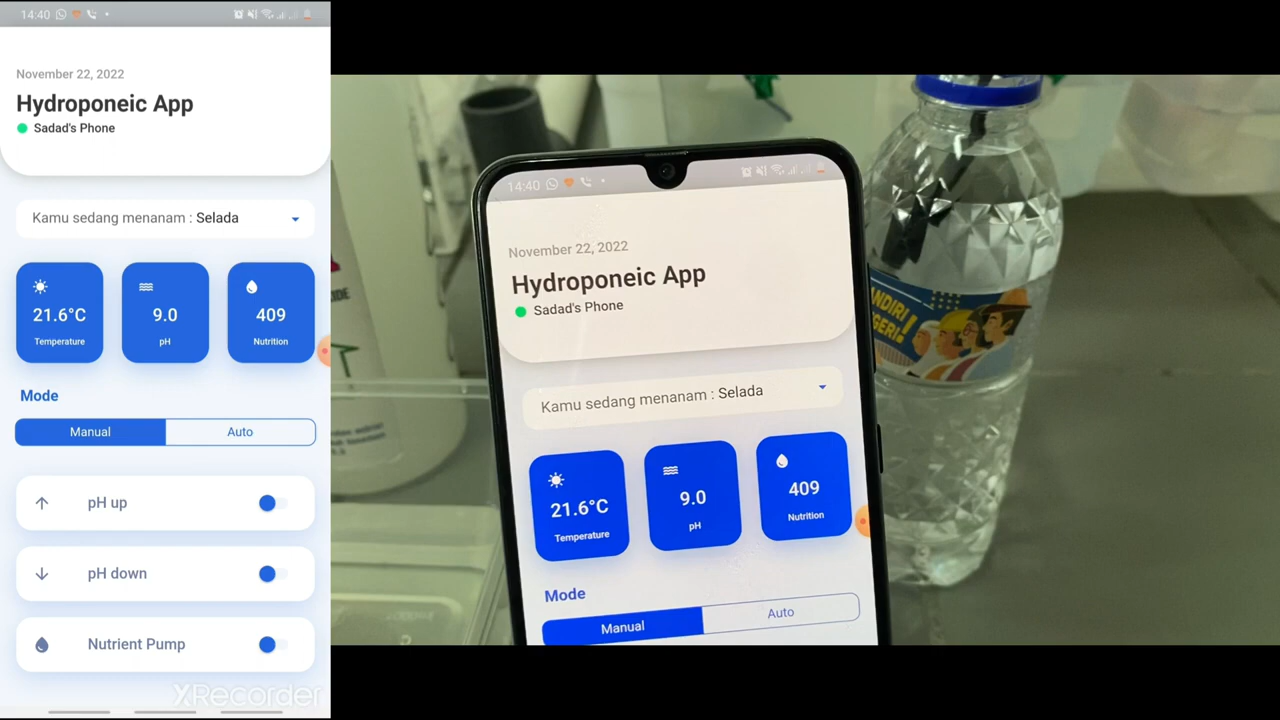 14:40
November 22, 2022
Hydroponeic App
Sadad's Phone
Kamu sedang menanam : Selada
21.6°C
Temperature
9.0
pH
409
Nutrition
Mode
Manual
Auto
pH up
pH down
Nutrient Pump
XRecorder
14:40
November 22, 2022
Hydroponeic App
Sadad's Phone
Kamu sedang menanam : Selada
21.6°C
Temperature
9.0
pH
409
Nutrition
Mode
Manual
Auto